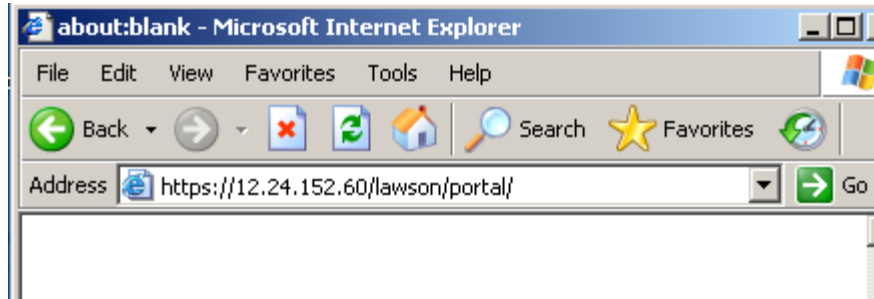 about:blank - Microsoft Internet Explorer
File Edit View Favorites Tools Help
Back Search Favorites
Address https://12.24.152.60/lawson/portal/ Go